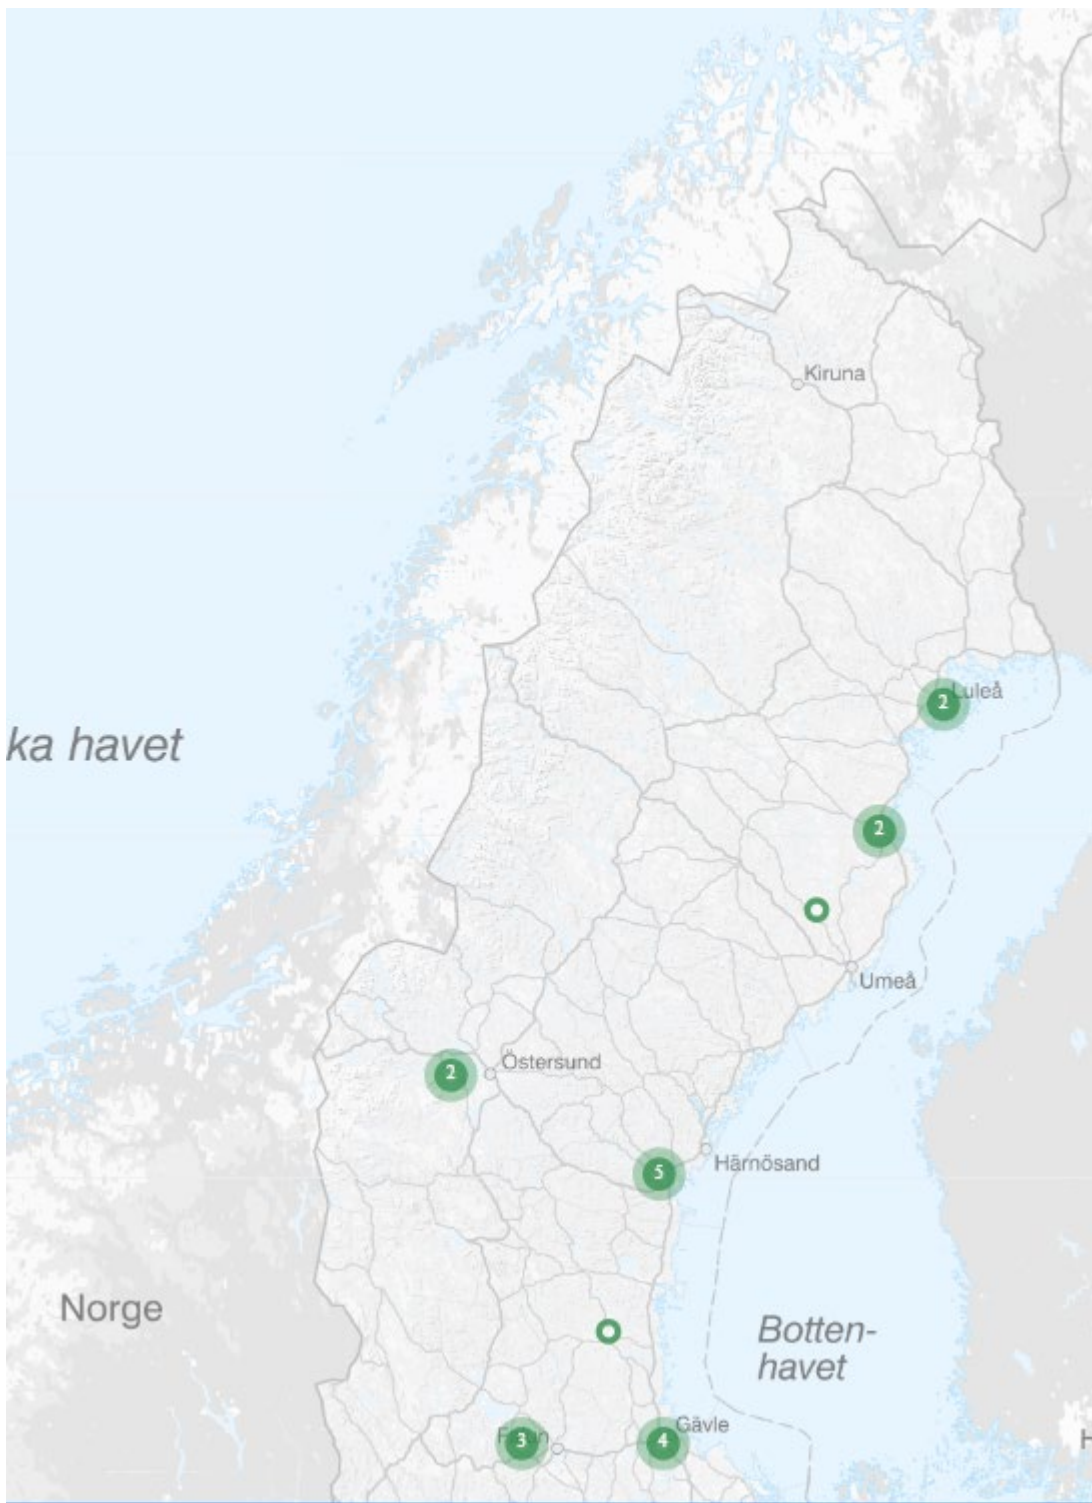 Kiruna
Luleå
2
ka havet
2
Umeå
Östersund
2
Härnösand
5
Norge
Botten-
havet
Gävle
3
4
H